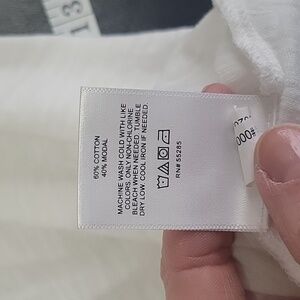 60% COTTON
40% MODAL
MACHINE WASH COLD WITH LIKE
COLORS. ONLY NON-CHLORINE
BLEACH WHEN NEEDED. TUMBLE
DRY LOW. COOL IRON IF NEEDED.
RN# 55285
13